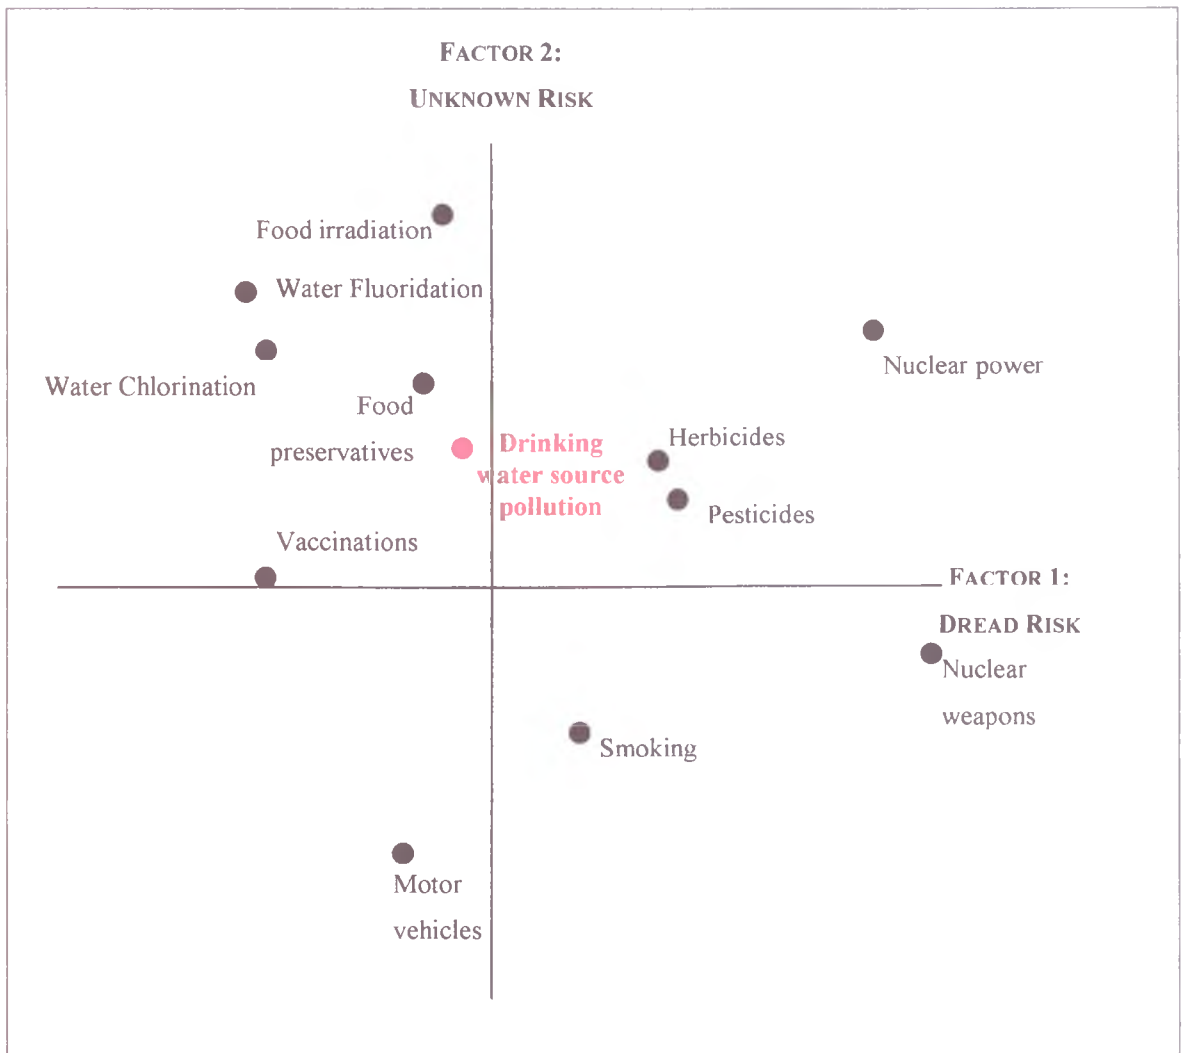 FACTOR 2:
UNKNOWN RISK
Food irradiation
Water Fluoridation
Nuclear power
Water Chlorination
Food
preservatives
Drinking
water source
pollution
Herbicides
Pesticides
Vaccinations
FACTOR 1:
DREAD RISK
Nuclear
weapons
Smoking
Motor
vehicles